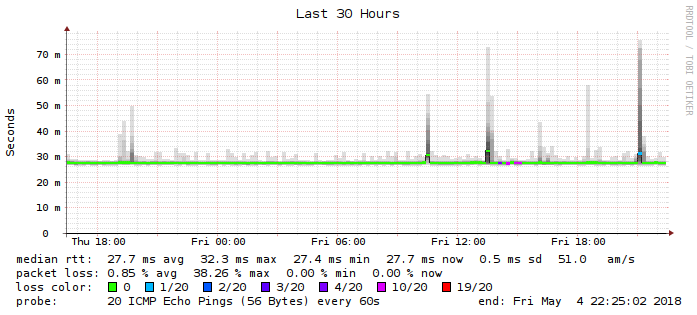 Last 30 Hours
RRDTOOL / TOBI OETIKER
Seconds
70 m
60 m
50 m
40 m
30 m
20 m
10 m
0
Thu 18:00 Fri 00:00 Fri 06:00 Fri 12:00 Fri 18:00
median rtt: 27.7 ms avg 32.3 ms max 27.4 ms min 27.7 ms now 0.5 ms sd 51.0 am/s
packet loss: 0.85 % avg 38.26 % max 0.00 % min 0.00 % now
loss color: 0 1/20 2/20 3/20 4/20 10/20 19/20
probe: 20 ICMP Echo Pings (56 Bytes) every 60s end: Fri May 4 22:25:02 2018